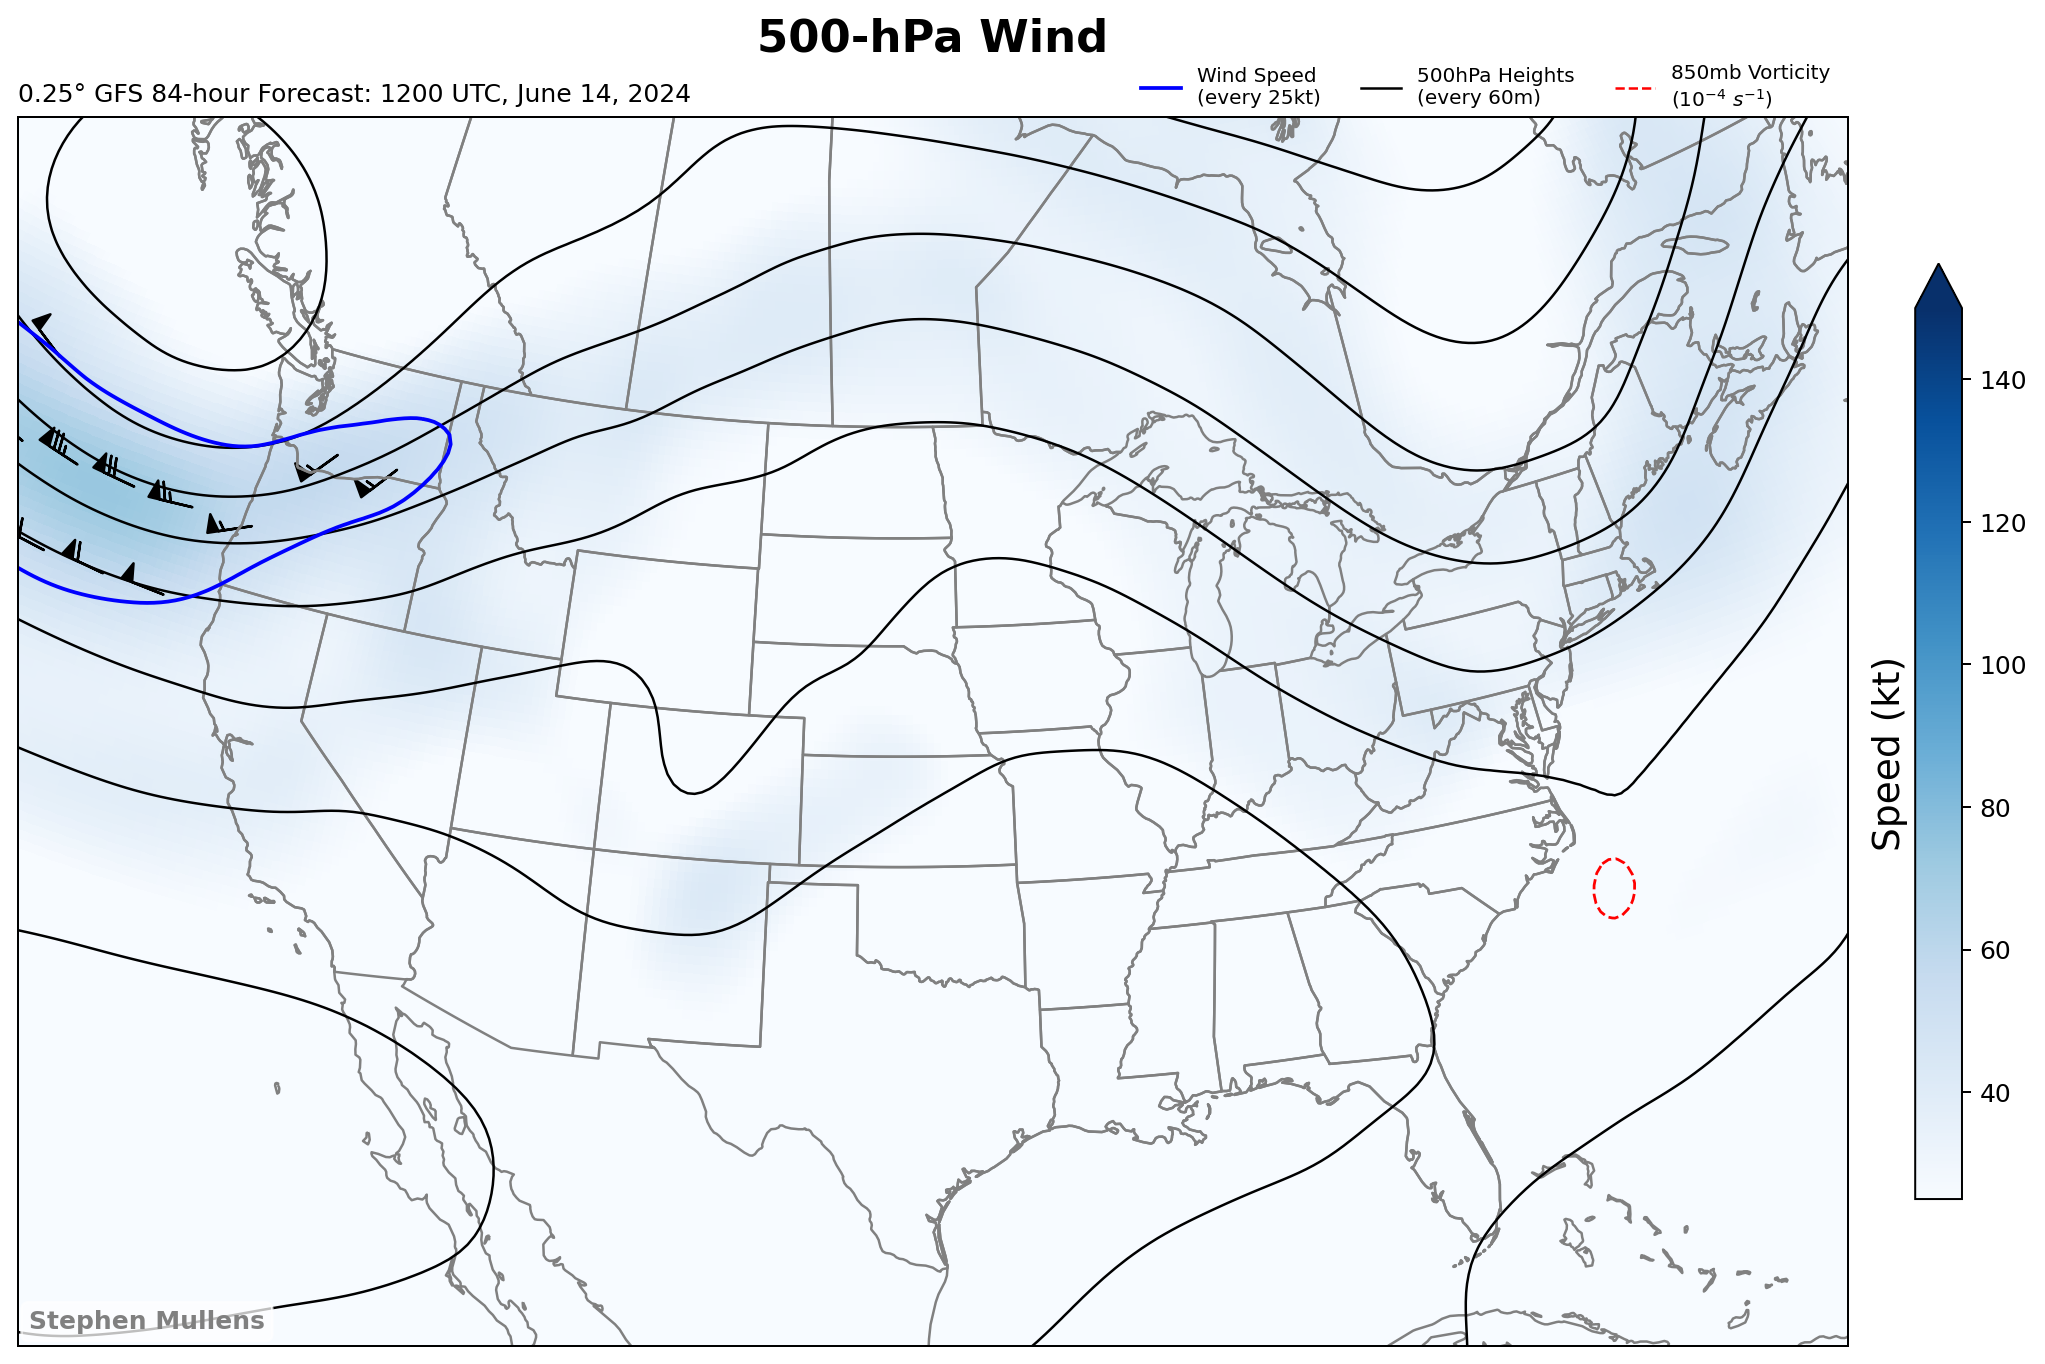 500-hPa Wind
0.25° GFS 84-hour Forecast: 1200 UTC, June 14, 2024
Wind Speed
(every 25kt)
500hPa Heights
(every 60m)
850mb Vorticity
(10⁻⁴ s⁻¹)
140
120
100
80
60
40
Speed (kt)
Stephen Mullens